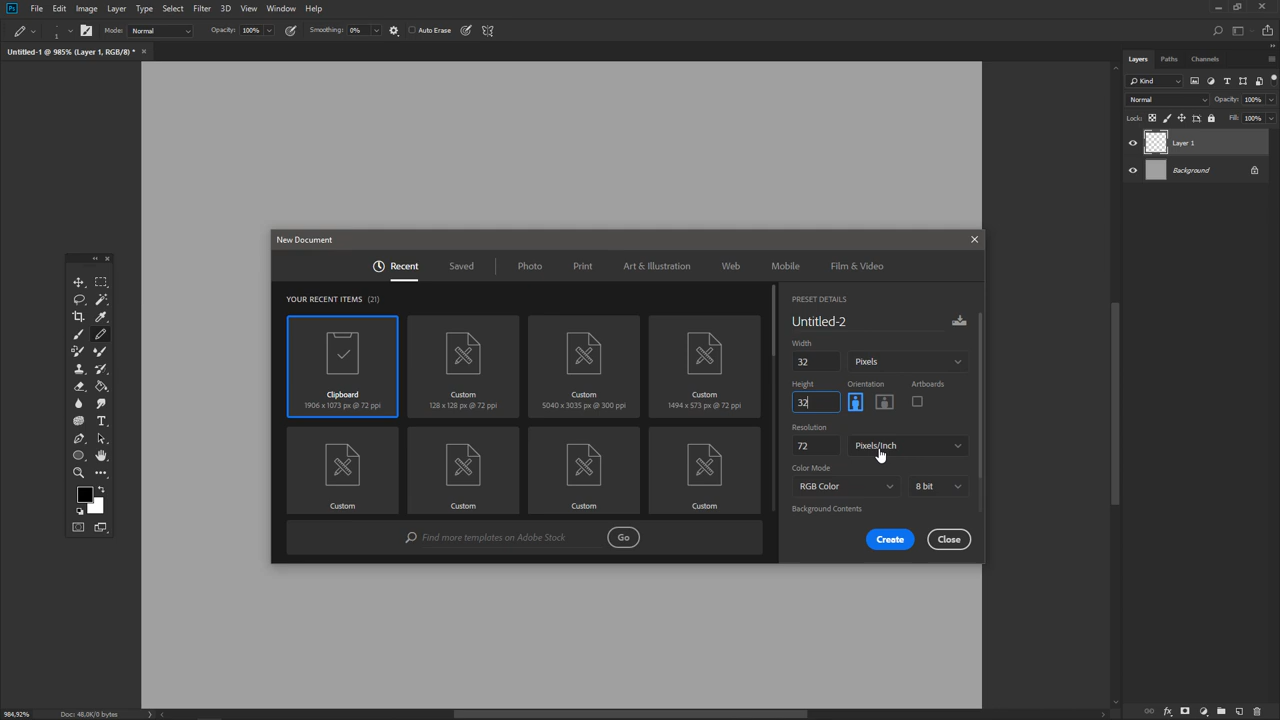 Ps File Edit Image Layer Type Select Filter 3D View Window Help
1 Mode: Normal Opacity: 100% Smoothing: 0% Auto Erase
Untitled-1 @ 985% (Layer 1, RGB/8) * ×
Layers Paths Channels
Kind
Normal Opacity: 100%
Lock: Fill: 100%
Layer 1
Background
New Document
Recent Saved Photo Print Art & Illustration Web Mobile Film & Video
YOUR RECENT ITEMS (21)
Clipboard
1906 x 1073 px @ 72 ppi
Custom
128 x 128 px @ 72 ppi
Custom
5040 x 3035 px @ 300 ppi
Custom
1494 x 573 px @ 72 ppi
Custom
Custom
Custom
Custom
Find more templates on Adobe Stock Go
PRESET DETAILS
Untitled-2
Width
32 Pixels
Height Orientation Artboards
32
Resolution
72 Pixels/Inch
Color Mode
RGB Color 8 bit
Background Contents
Create Close
984,92% Doc: 48,0K/0 bytes